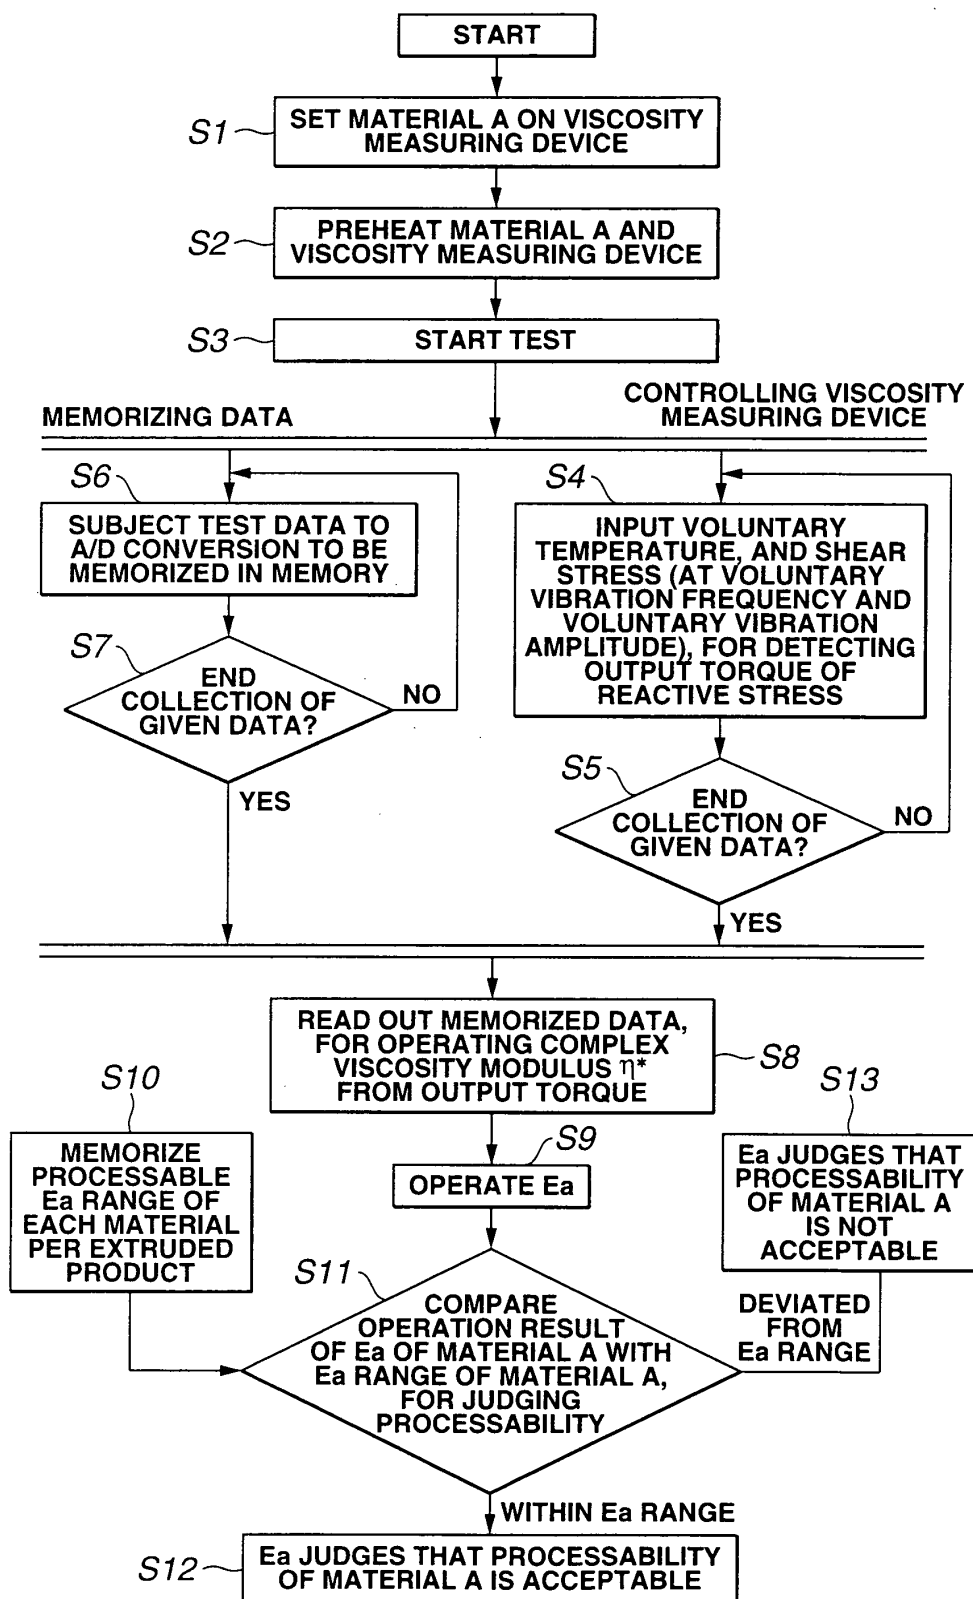 START
S1
SET MATERIAL A ON VISCOSITY
MEASURING DEVICE
S2
PREHEAT MATERIAL A AND
VISCOSITY MEASURING DEVICE
S3
START TEST
MEMORIZING DATA
CONTROLLING VISCOSITY
MEASURING DEVICE
S6
SUBJECT TEST DATA TO
A/D CONVERSION TO BE
MEMORIZED IN MEMORY
S7
END
COLLECTION OF
GIVEN DATA?
NO
YES
S4
INPUT VOLUNTARY
TEMPERATURE, AND SHEAR
STRESS (AT VOLUNTARY
VIBRATION FREQUENCY AND
VOLUNTARY VIBRATION
AMPLITUDE), FOR DETECTING
OUTPUT TORQUE OF
REACTIVE STRESS
S5
END
COLLECTION OF
GIVEN DATA?
NO
YES
READ OUT MEMORIZED DATA,
FOR OPERATING COMPLEX
VISCOSITY MODULUS η*
FROM OUTPUT TORQUE
S8
S9
OPERATE Ea
S10
MEMORIZE
PROCESSABLE
Ea RANGE OF
EACH MATERIAL
PER EXTRUDED
PRODUCT
S13
Ea JUDGES THAT
PROCESSABILITY
OF MATERIAL A
IS NOT
ACCEPTABLE
S11
COMPARE
OPERATION RESULT
OF Ea OF MATERIAL A WITH
Ea RANGE OF MATERIAL A,
FOR JUDGING
PROCESSABILITY
DEVIATED
FROM
Ea RANGE
WITHIN Ea RANGE
S12
Ea JUDGES THAT PROCESSABILITY
OF MATERIAL A IS ACCEPTABLE